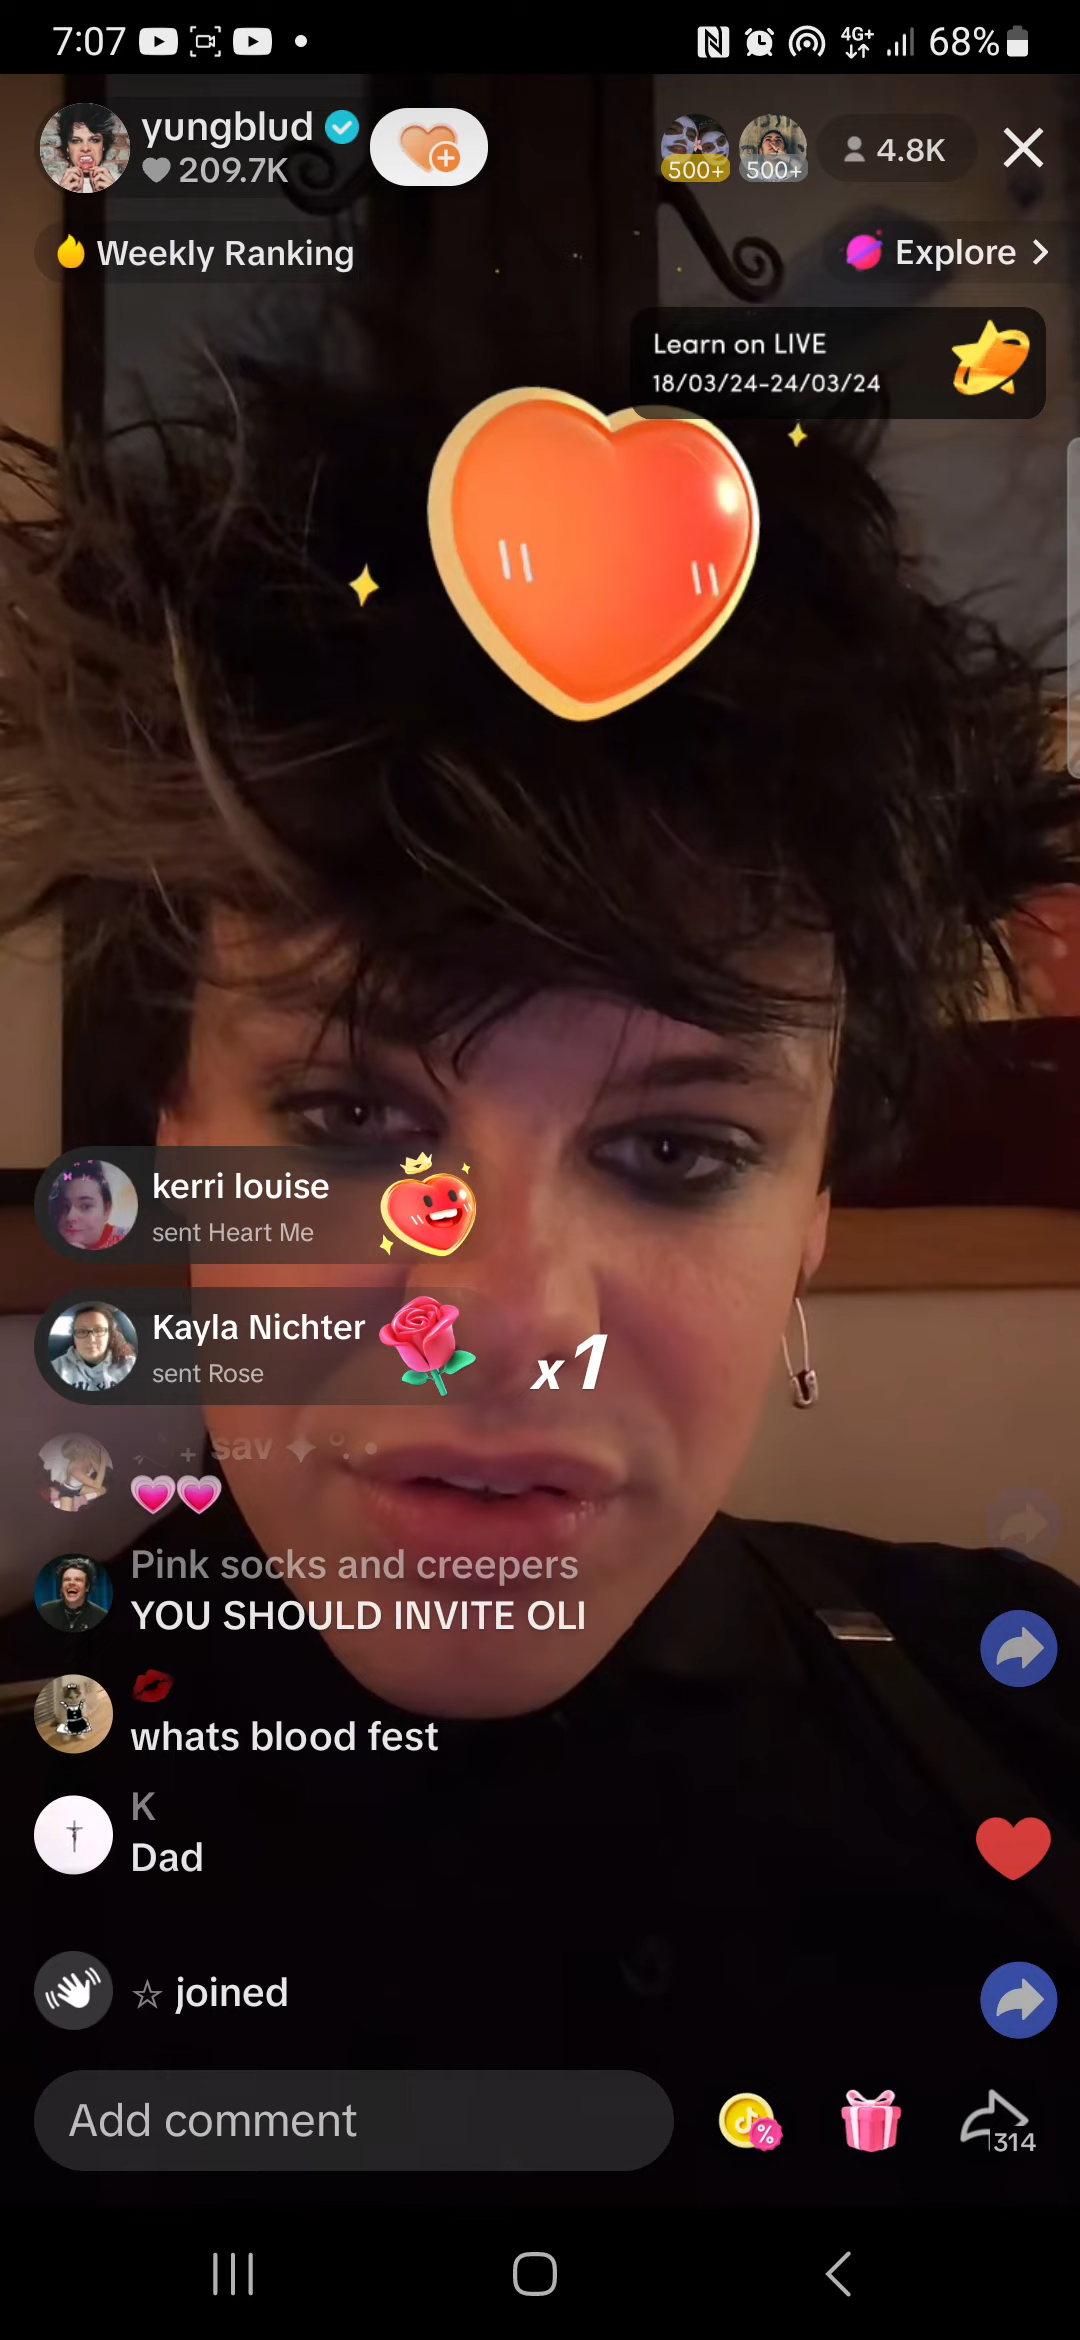 7:07
4G+
68%
yungblud
209.7K
500+
500+
4.8K
Weekly Ranking
Explore >
Learn on LIVE
18/03/24-24/03/24
kerri louise
sent Heart Me
Kayla Nichter
sent Rose
x1
sav
💗💗
Pink socks and creepers
YOU SHOULD INVITE OLI
💋
whats blood fest
K
Dad
☆ joined
Add comment
%
314